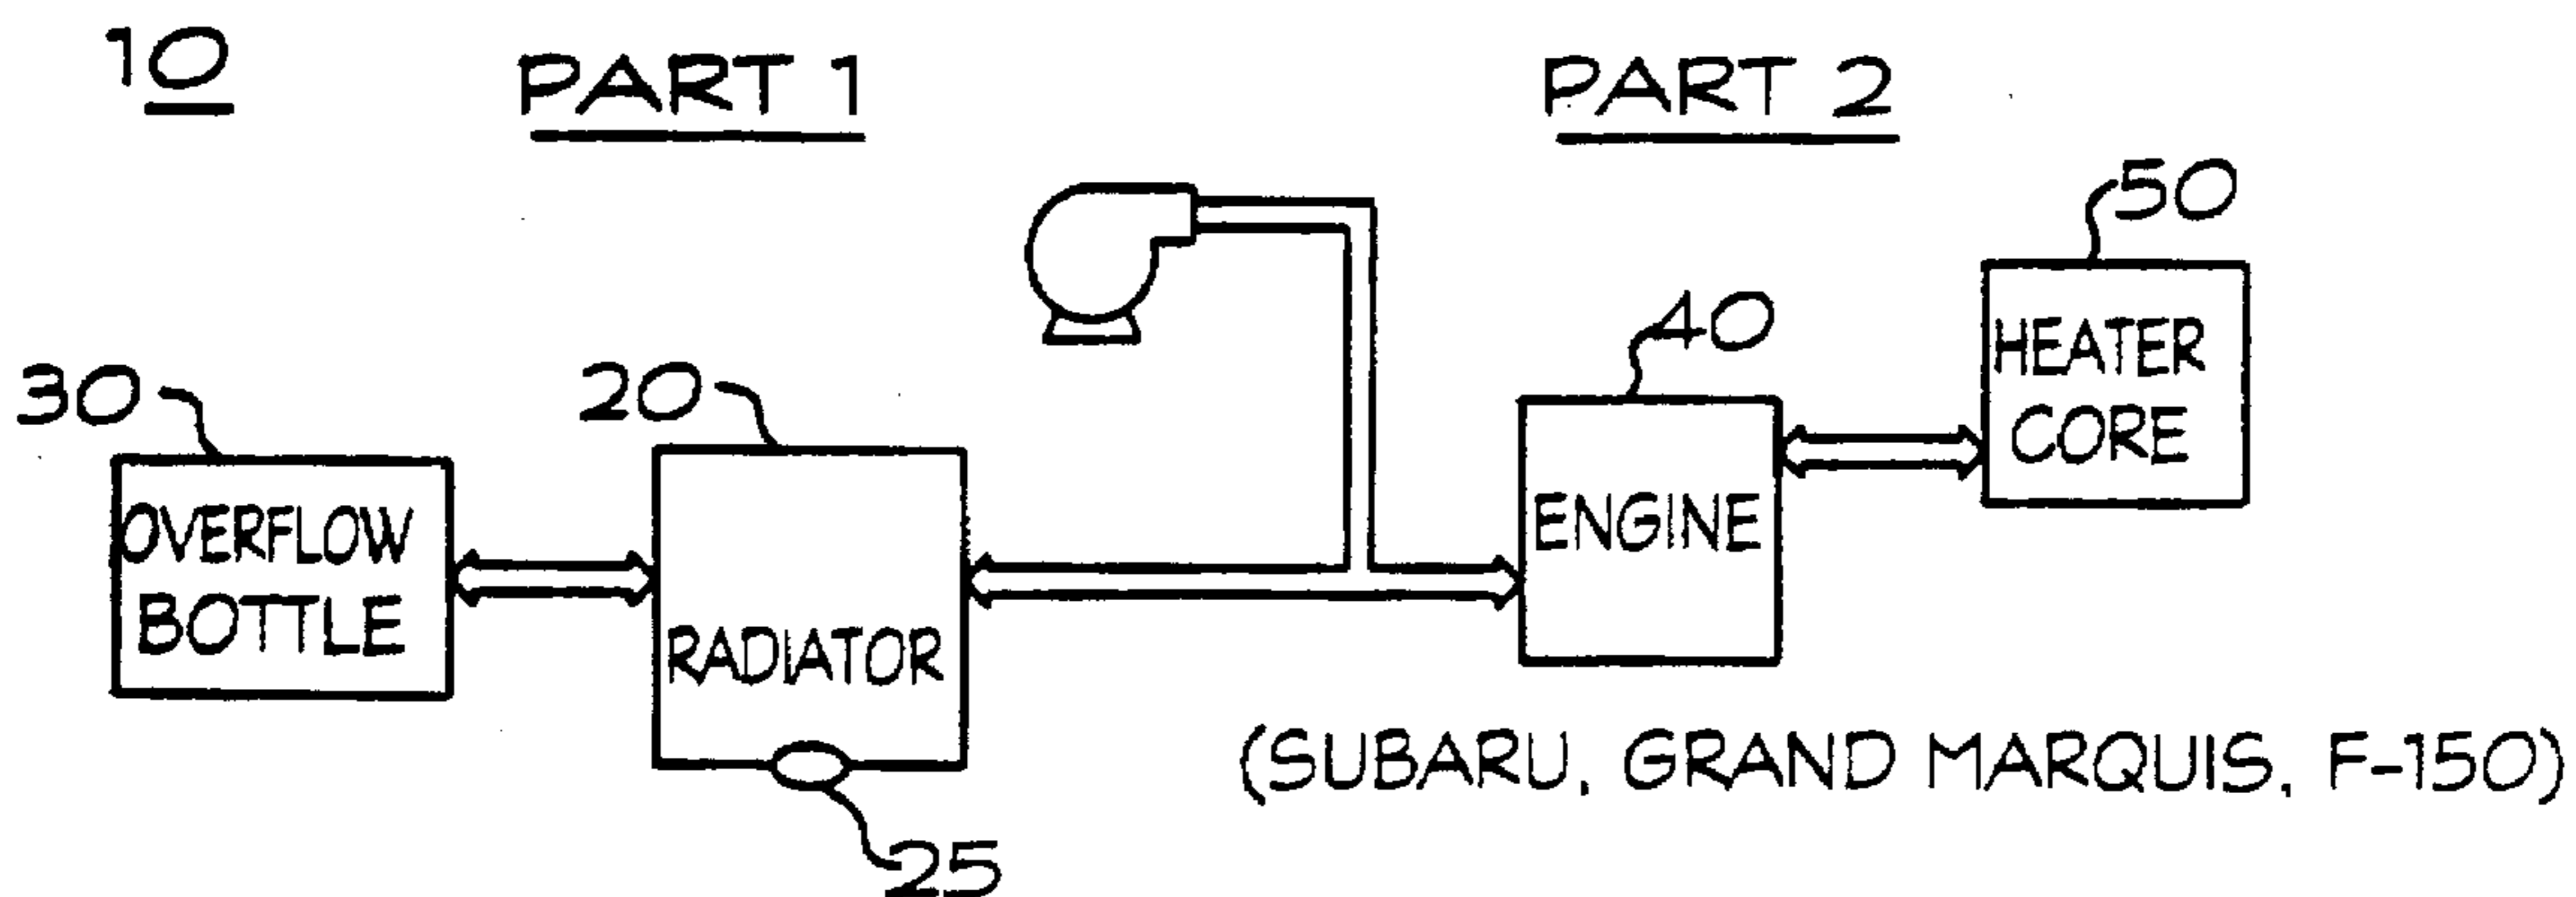 10
PART 1
PART 2
50
40
HEATER
CORE
30
20
OVERFLOW
BOTTLE
ENGINE
RADIATOR
(SUBARU, GRAND MARQUIS, F-150)
25